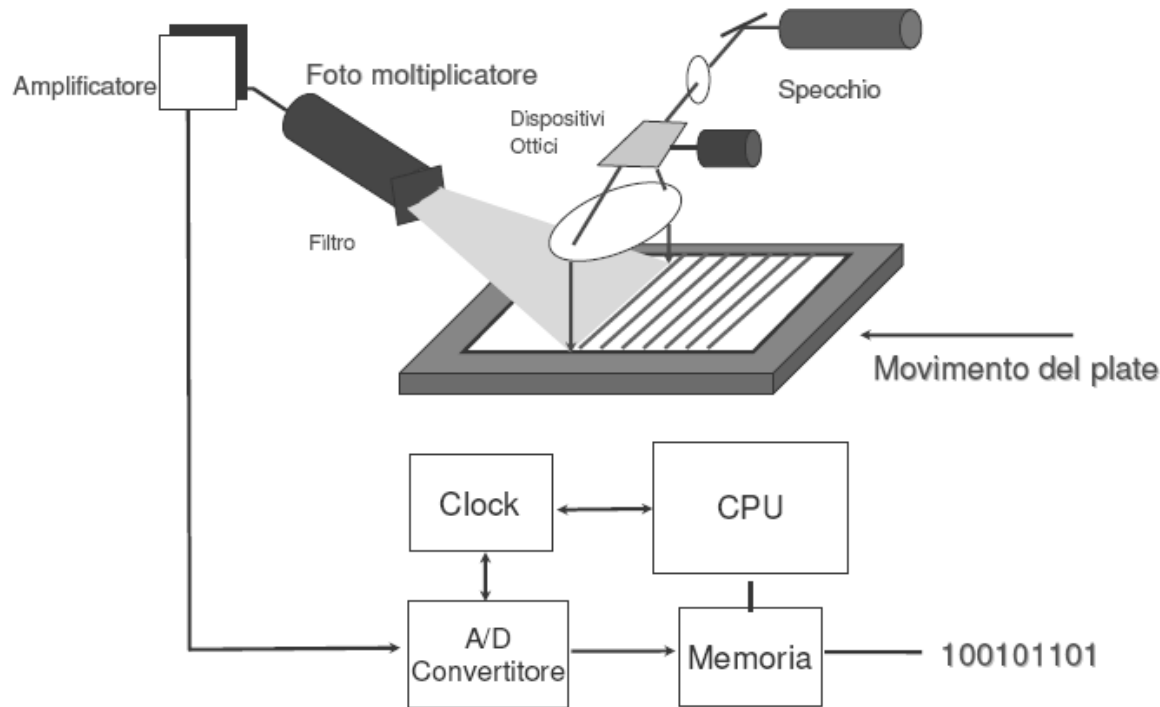 Amplificatore
Foto moltiplicatore
Specchio
Dispositivi
Ottici
Filtro
Movimento del plate
Clock
CPU
A/D
Convertitore
Memoria
100101101